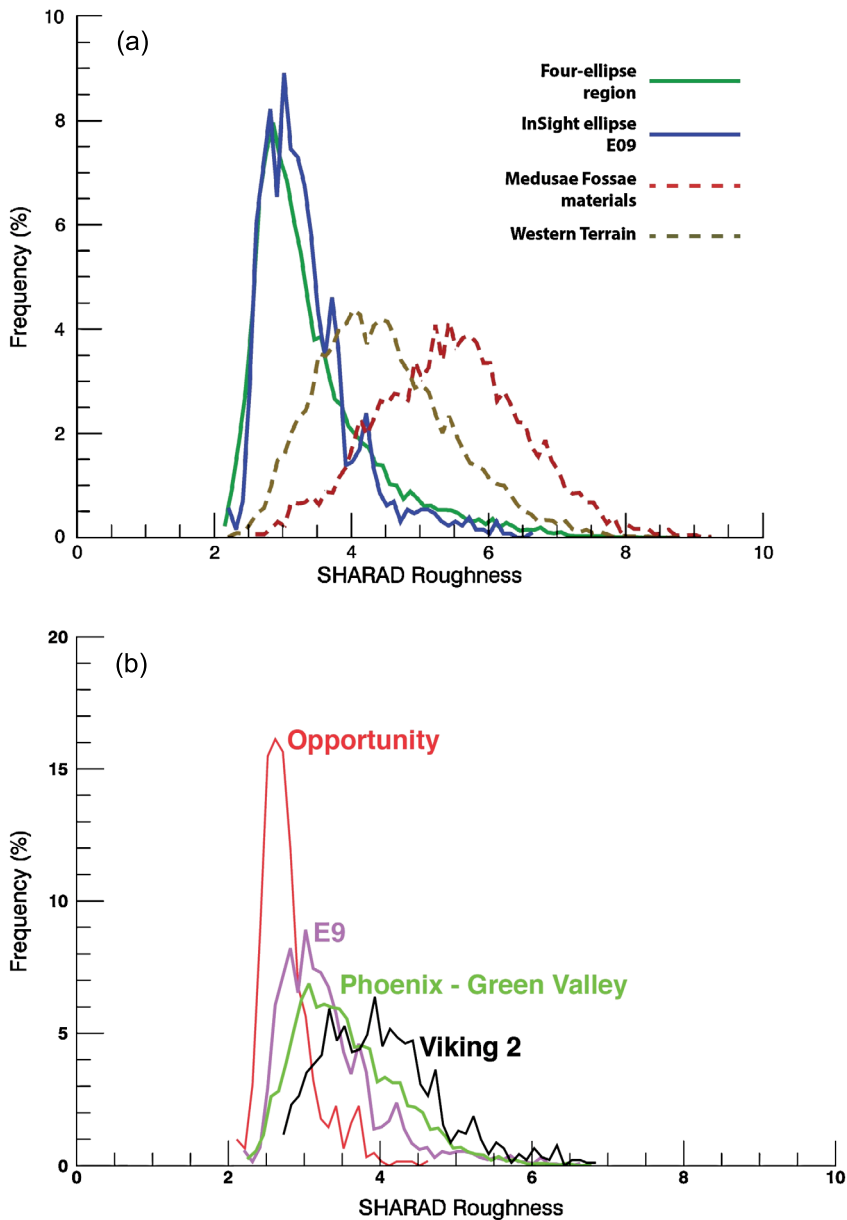 10
(a)
Four-ellipse
region
8
InSight ellipse
E09
Medusae Fossae
materials
6
Western Terrain
Frequency (%)
4
2
0
0 2 4 6 8 10
SHARAD Roughness
20
(b)
Opportunity
15
Frequency (%)
10
E9
Phoenix - Green Valley
5
Viking 2
0
0 2 4 6 8 10
SHARAD Roughness